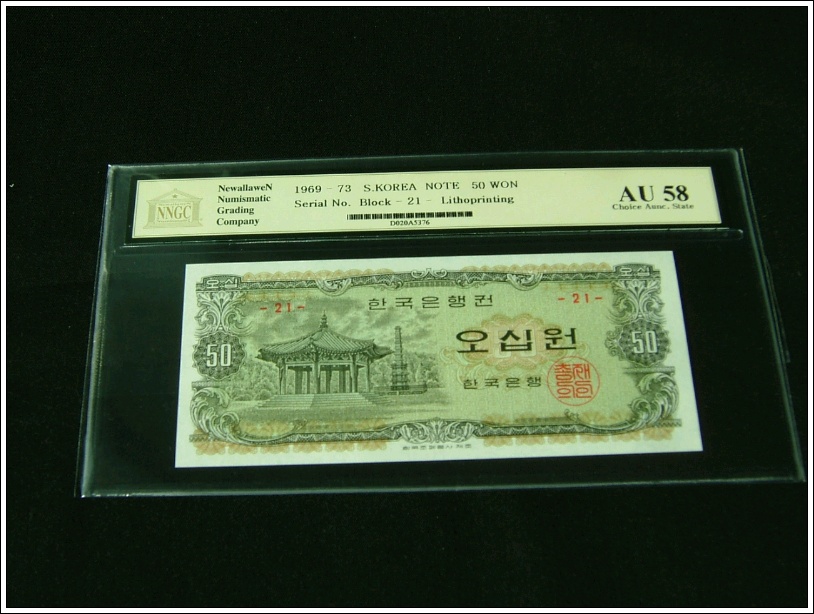 NNGC
NewallaweN
Numismatic
Grading
Company
1969 - 73 S.KOREA NOTE 50 WON
Serial No. Block - 21 - Lithoprinting
D020A5376
AU 58
Choice Aunc. State
오십
오십
- 21 -
한국은행권
- 21 -
50
오십원
50
한국은행